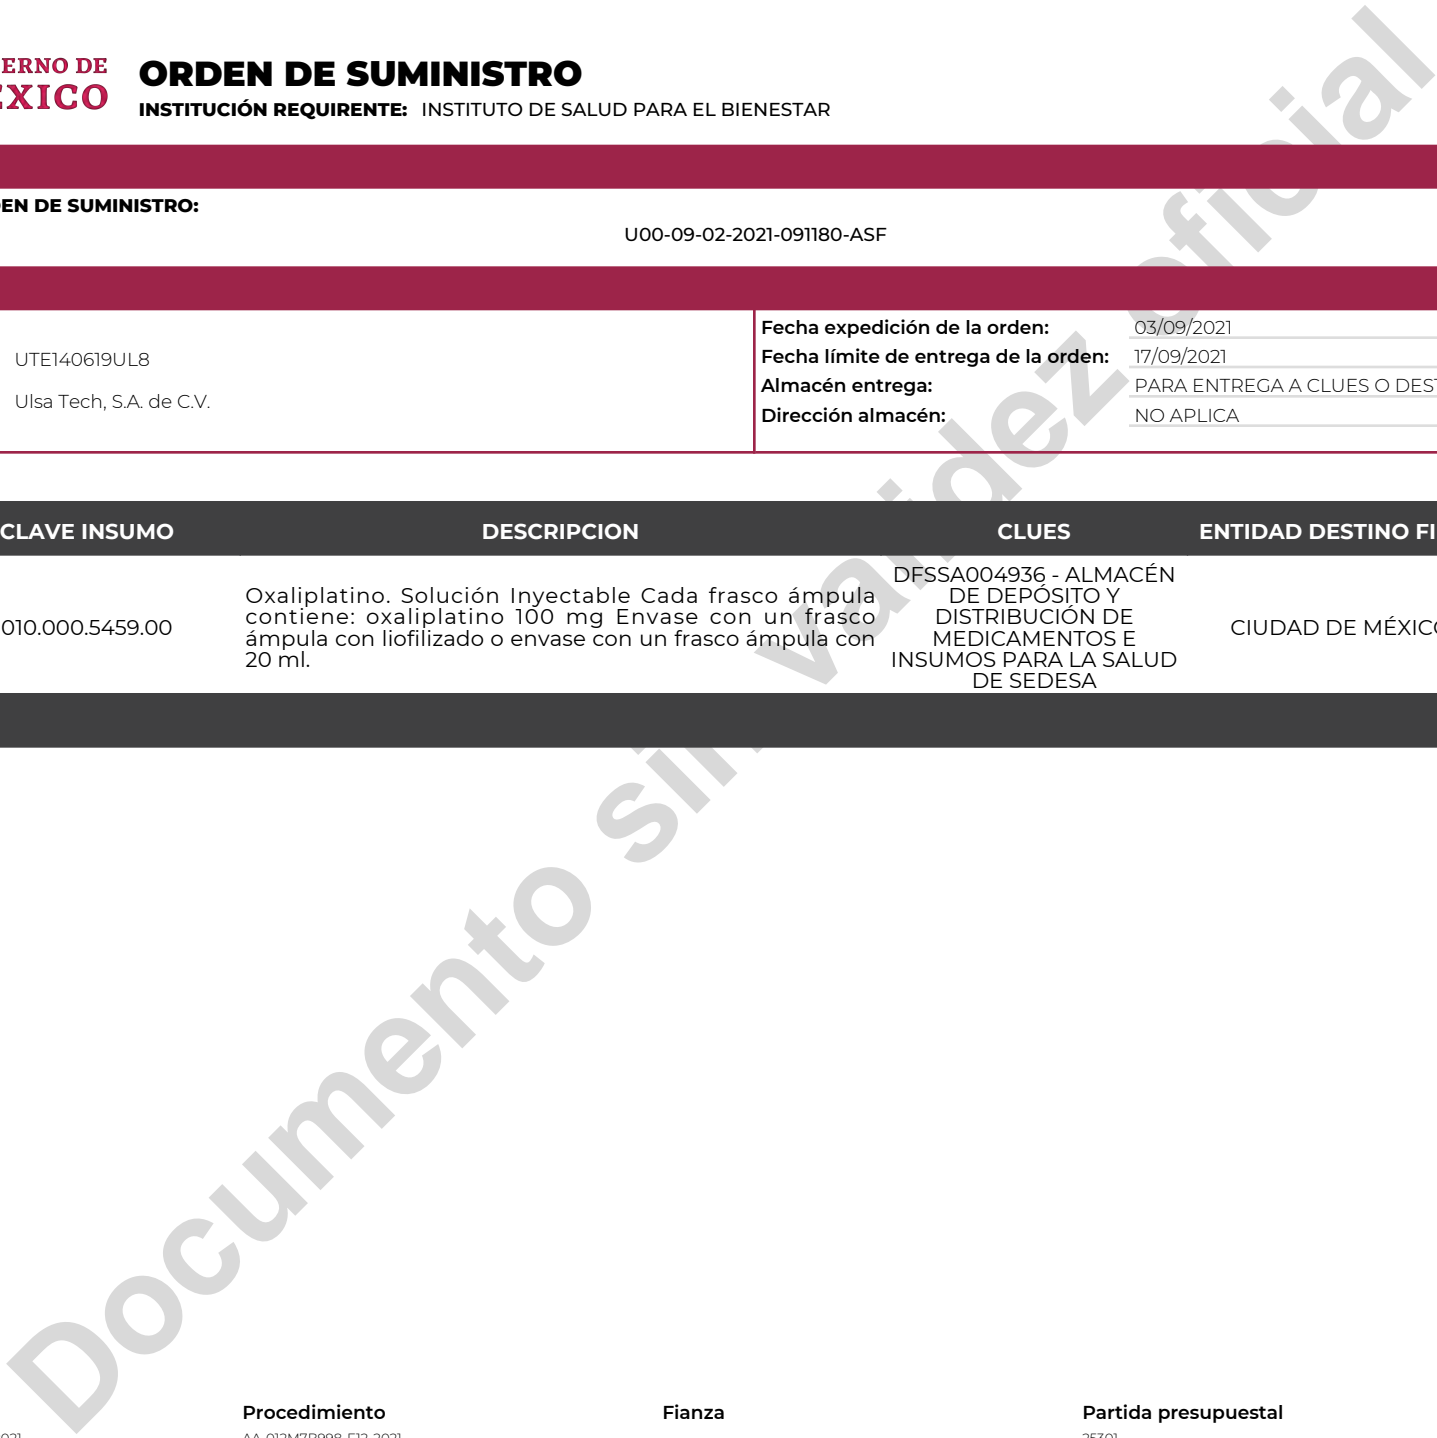 ERNO DE
ORDEN DE SUMINISTRO
ÉXICO
INSTITUCIÓN REQUIRENTE: INSTITUTO DE SALUD PARA EL BIENESTAR
EN DE SUMINISTRO:
U00-09-02-2021-091180-ASF
UTE140619UL8
Ulsa Tech, S.A. de C.V.
Fecha expedición de la orden: 03/09/2021
Fecha límite de entrega de la orden: 17/09/2021
Almacén entrega: PARA ENTREGA A CLUES O DEST
Dirección almacén: NO APLICA
CLAVE INSUMO DESCRIPCION CLUES ENTIDAD DESTINO FI
010.000.5459.00
Oxaliplatino. Solución Inyectable Cada frasco ámpula
contiene: oxaliplatino 100 mg Envase con un frasco
ámpula con liofilizado o envase con un frasco ámpula con
20 ml.
DFSSA004936 - ALMACÉN
DE DEPÓSITO Y
DISTRIBUCIÓN DE
MEDICAMENTOS E
INSUMOS PARA LA SALUD
DE SEDESA
CIUDAD DE MÉXICO
Documento sin validez oficial
Procedimiento Fianza Partida presupuestal